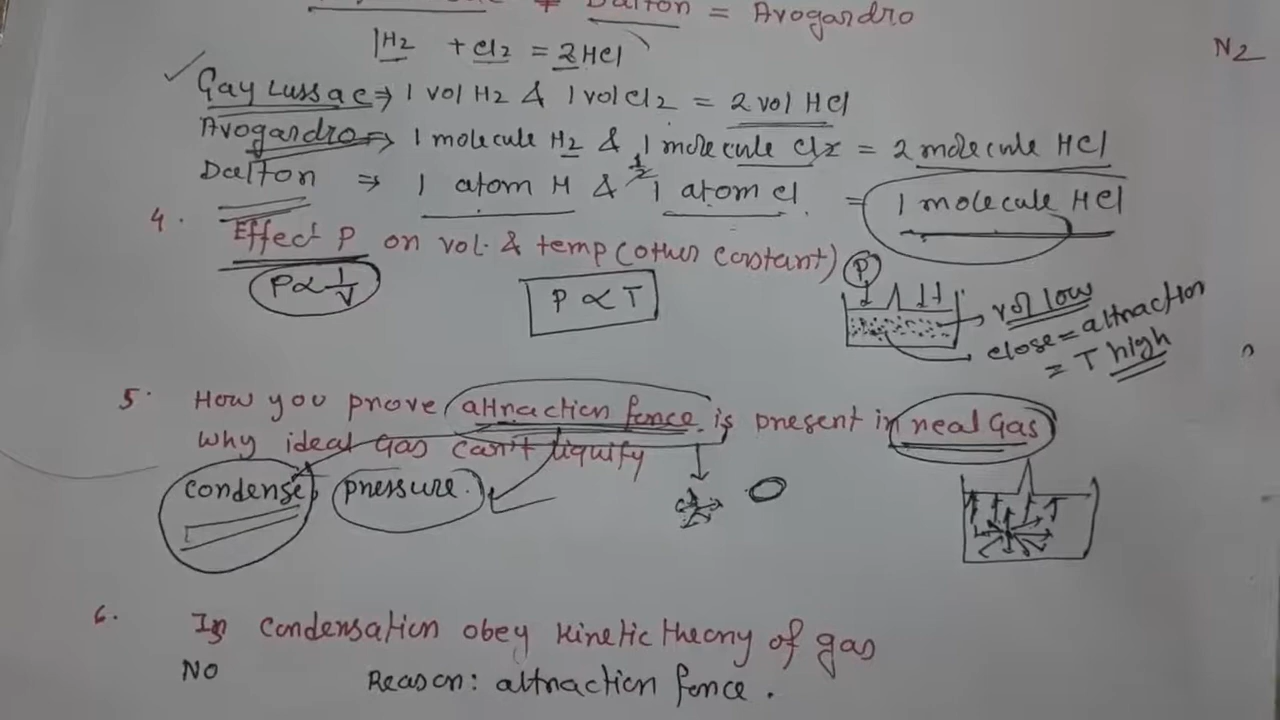 + Dalton = Avogardro
1H2 + Cl2 = 2HCl
N2
Gay Lussac ⇒ 1 vol H2 & 1 vol Cl2 = 2 vol HCl
Avogardro ⇒ 1 molecule H2 & 1 molecule Cl2 = 2 molecule HCl
Dalton ⇒ 1 atom H & 1 atom Cl = 1 molecule HCl
4. Effect P on vol. & temp (other constant)
P∝1/V
P ∝ T
P
vol low
close = attraction
= T high
5. How you prove attraction force is present in real Gas
why ideal Gas can't liquify
condense, pressure.
6. Is condensation obey kinetic theory of gas
NO Reason: attraction force.